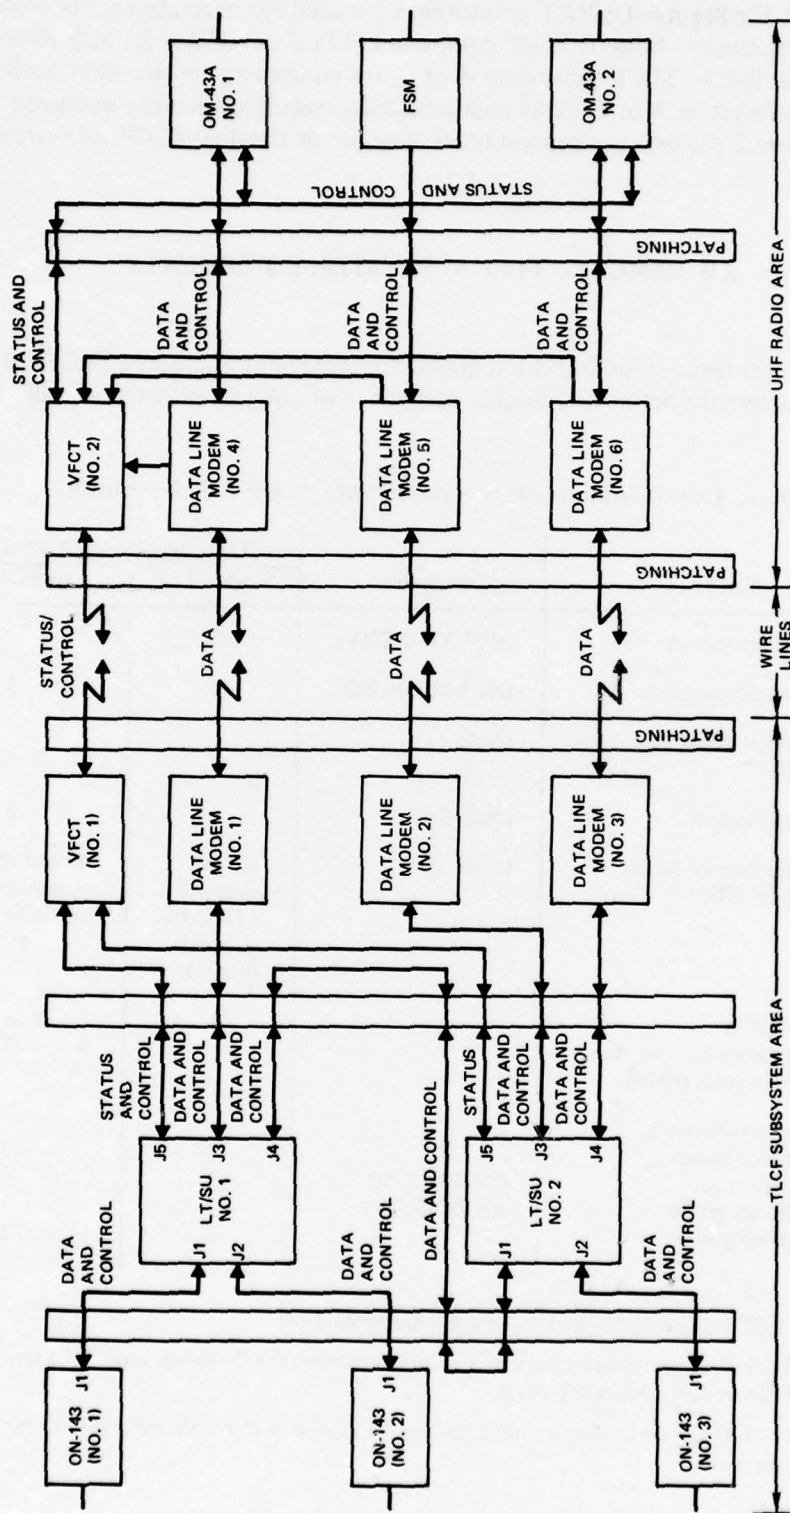 ON-143
(NO. 1)
J1
ON-143
(NO. 2)
J1
ON-143
(NO. 3)
J1
DATA
AND
CONTROL
DATA
AND
CONTROL
DATA
AND
CONTROL
J1
J2
LT/SU
NO. 1
J5
J3
J4
DATA AND CONTROL
J1
J2
LT/SU
NO. 2
J5
J3
J4
STATUS
AND
CONTROL
DATA AND
CONTROL
DATA AND
CONTROL
STATUS
DATA AND
CONTROL
DATA AND
CONTROL
VFCT
(NO. 1)
DATA LINE
MODEM
(NO. 1)
DATA LINE
MODEM
(NO. 2)
DATA LINE
MODEM
(NO. 3)
PATCHING
STATUS/
CONTROL
DATA
DATA
DATA
PATCHING
VFCT
(NO. 2)
DATA LINE
MODEM
(NO. 4)
DATA LINE
MODEM
(NO. 5)
DATA LINE
MODEM
(NO. 6)
STATUS AND
CONTROL
DATA
AND
CONTROL
DATA
AND
CONTROL
DATA
AND
CONTROL
PATCHING
STATUS AND
CONTROL
OM-43A
NO. 1
FSM
OM-43A
NO. 2
TLCF SUBSYSTEM AREA
WIRE
LINES
UHF RADIO AREA